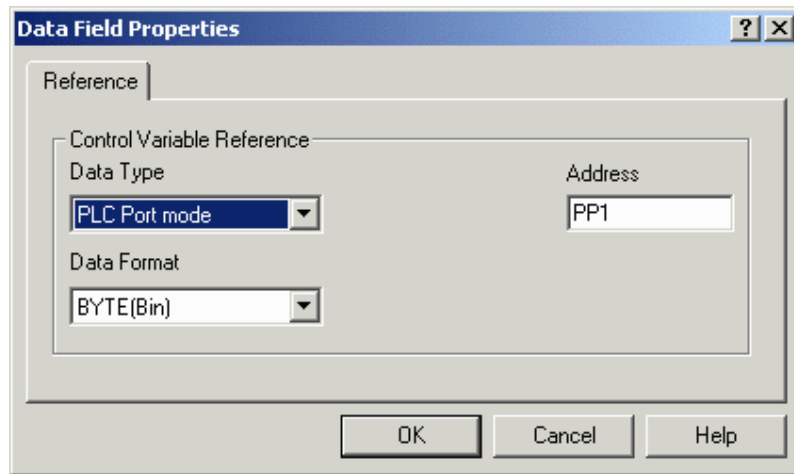 Data Field Properties
Reference
Control Variable Reference
Data Type
Address
PLC Port mode
PP1
Data Format
BYTE(Bin)
OK
Cancel
Help